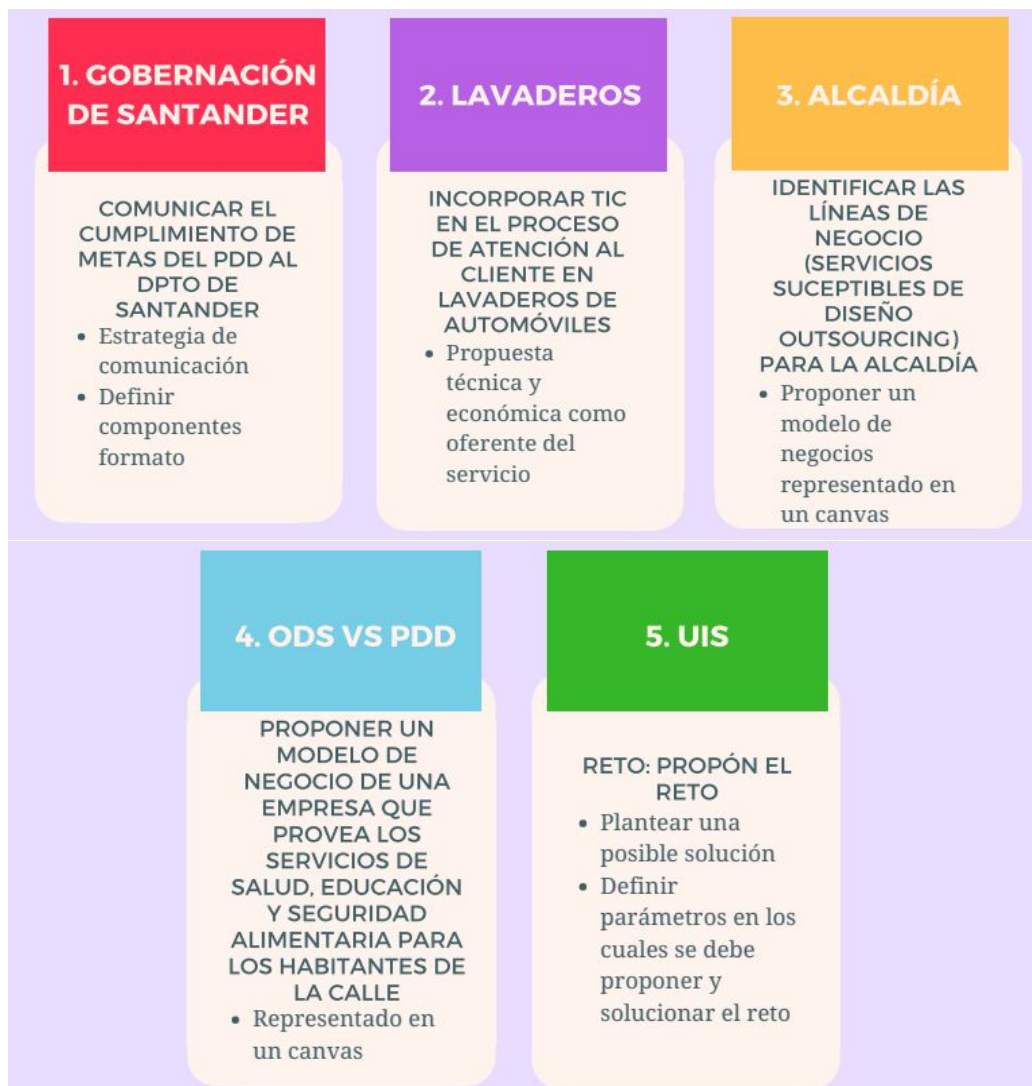 1. GOBERNACIÓN
DE SANTANDER
COMUNICAR EL
CUMPLIMIENTO DE
METAS DEL PDD AL
DPTO DE
SANTANDER
• Estrategia de
comunicación
• Definir
componentes
formato
2. LAVADEROS
INCORPORAR TIC
EN EL PROCESO
DE ATENCIÓN AL
CLIENTE EN
LAVADEROS DE
AUTOMÓVILES
• Propuesta
técnica y
económica como
oferente del
servicio
3. ALCALDÍA
IDENTIFICAR LAS
LÍNEAS DE
NEGOCIO
(SERVICIOS
SUCEPTIBLES DE
DISEÑO
OUTSOURCING)
PARA LA ALCALDÍA
• Proponer un
modelo de
negocios
representado en
un canvas
4. ODS VS PDD
PROPONER UN
MODELO DE
NEGOCIO DE UNA
EMPRESA QUE
PROVEA LOS
SERVICIOS DE
SALUD, EDUCACIÓN
Y SEGURIDAD
ALIMENTARIA PARA
LOS HABITANTES DE
LA CALLE
• Representado en
un canvas
5. UIS
RETO: PROPÓN EL
RETO
• Plantear una
posible solución
• Definir
parámetros en los
cuales se debe
proponer y
solucionar el reto